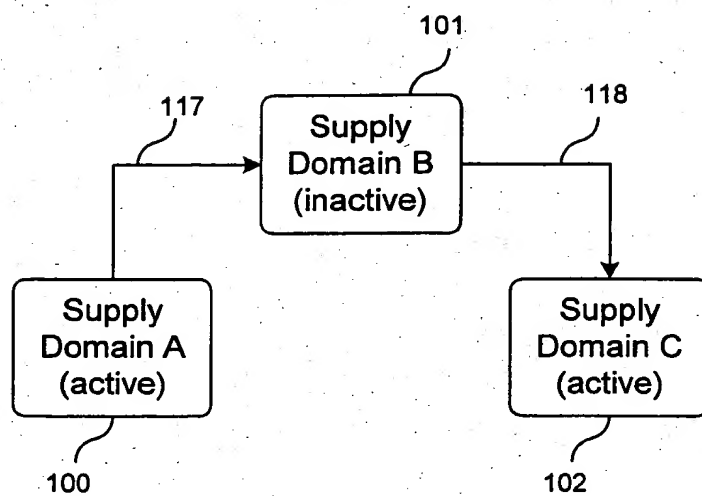 101
117
Supply
Domain B
(inactive)
118
Supply
Domain A
(active)
Supply
Domain C
(active)
100
102